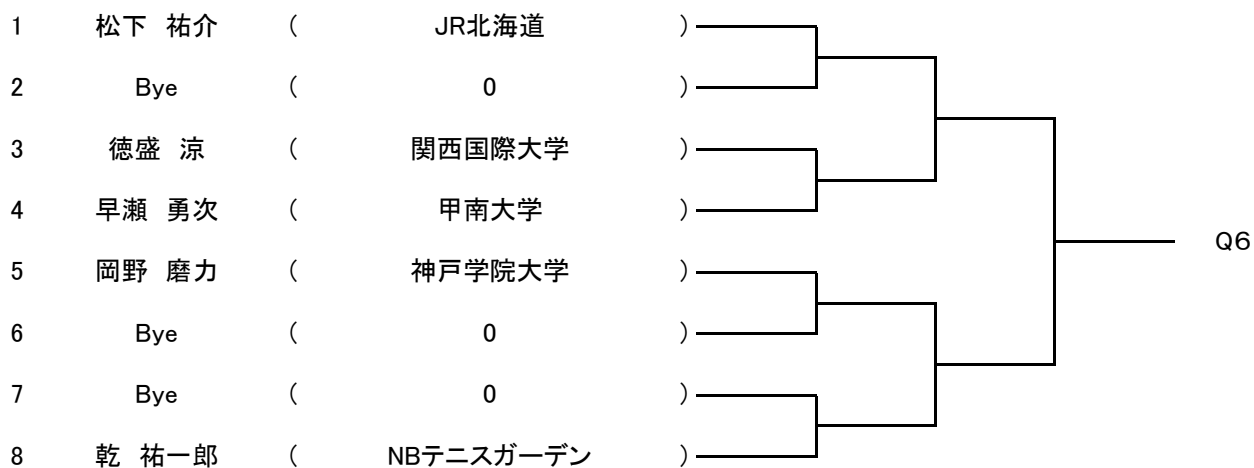 1 松下 祐介 ( JR北海道 )
2 Bye ( 0 )
3 徳盛 涼 ( 関西国際大学 )
4 早瀬 勇次 ( 甲南大学 )
Q6
5 岡野 磨力 ( 神戸学院大学 )
6 Bye ( 0 )
7 Bye ( 0 )
8 乾 祐一郎 ( NBテニスガーデン )